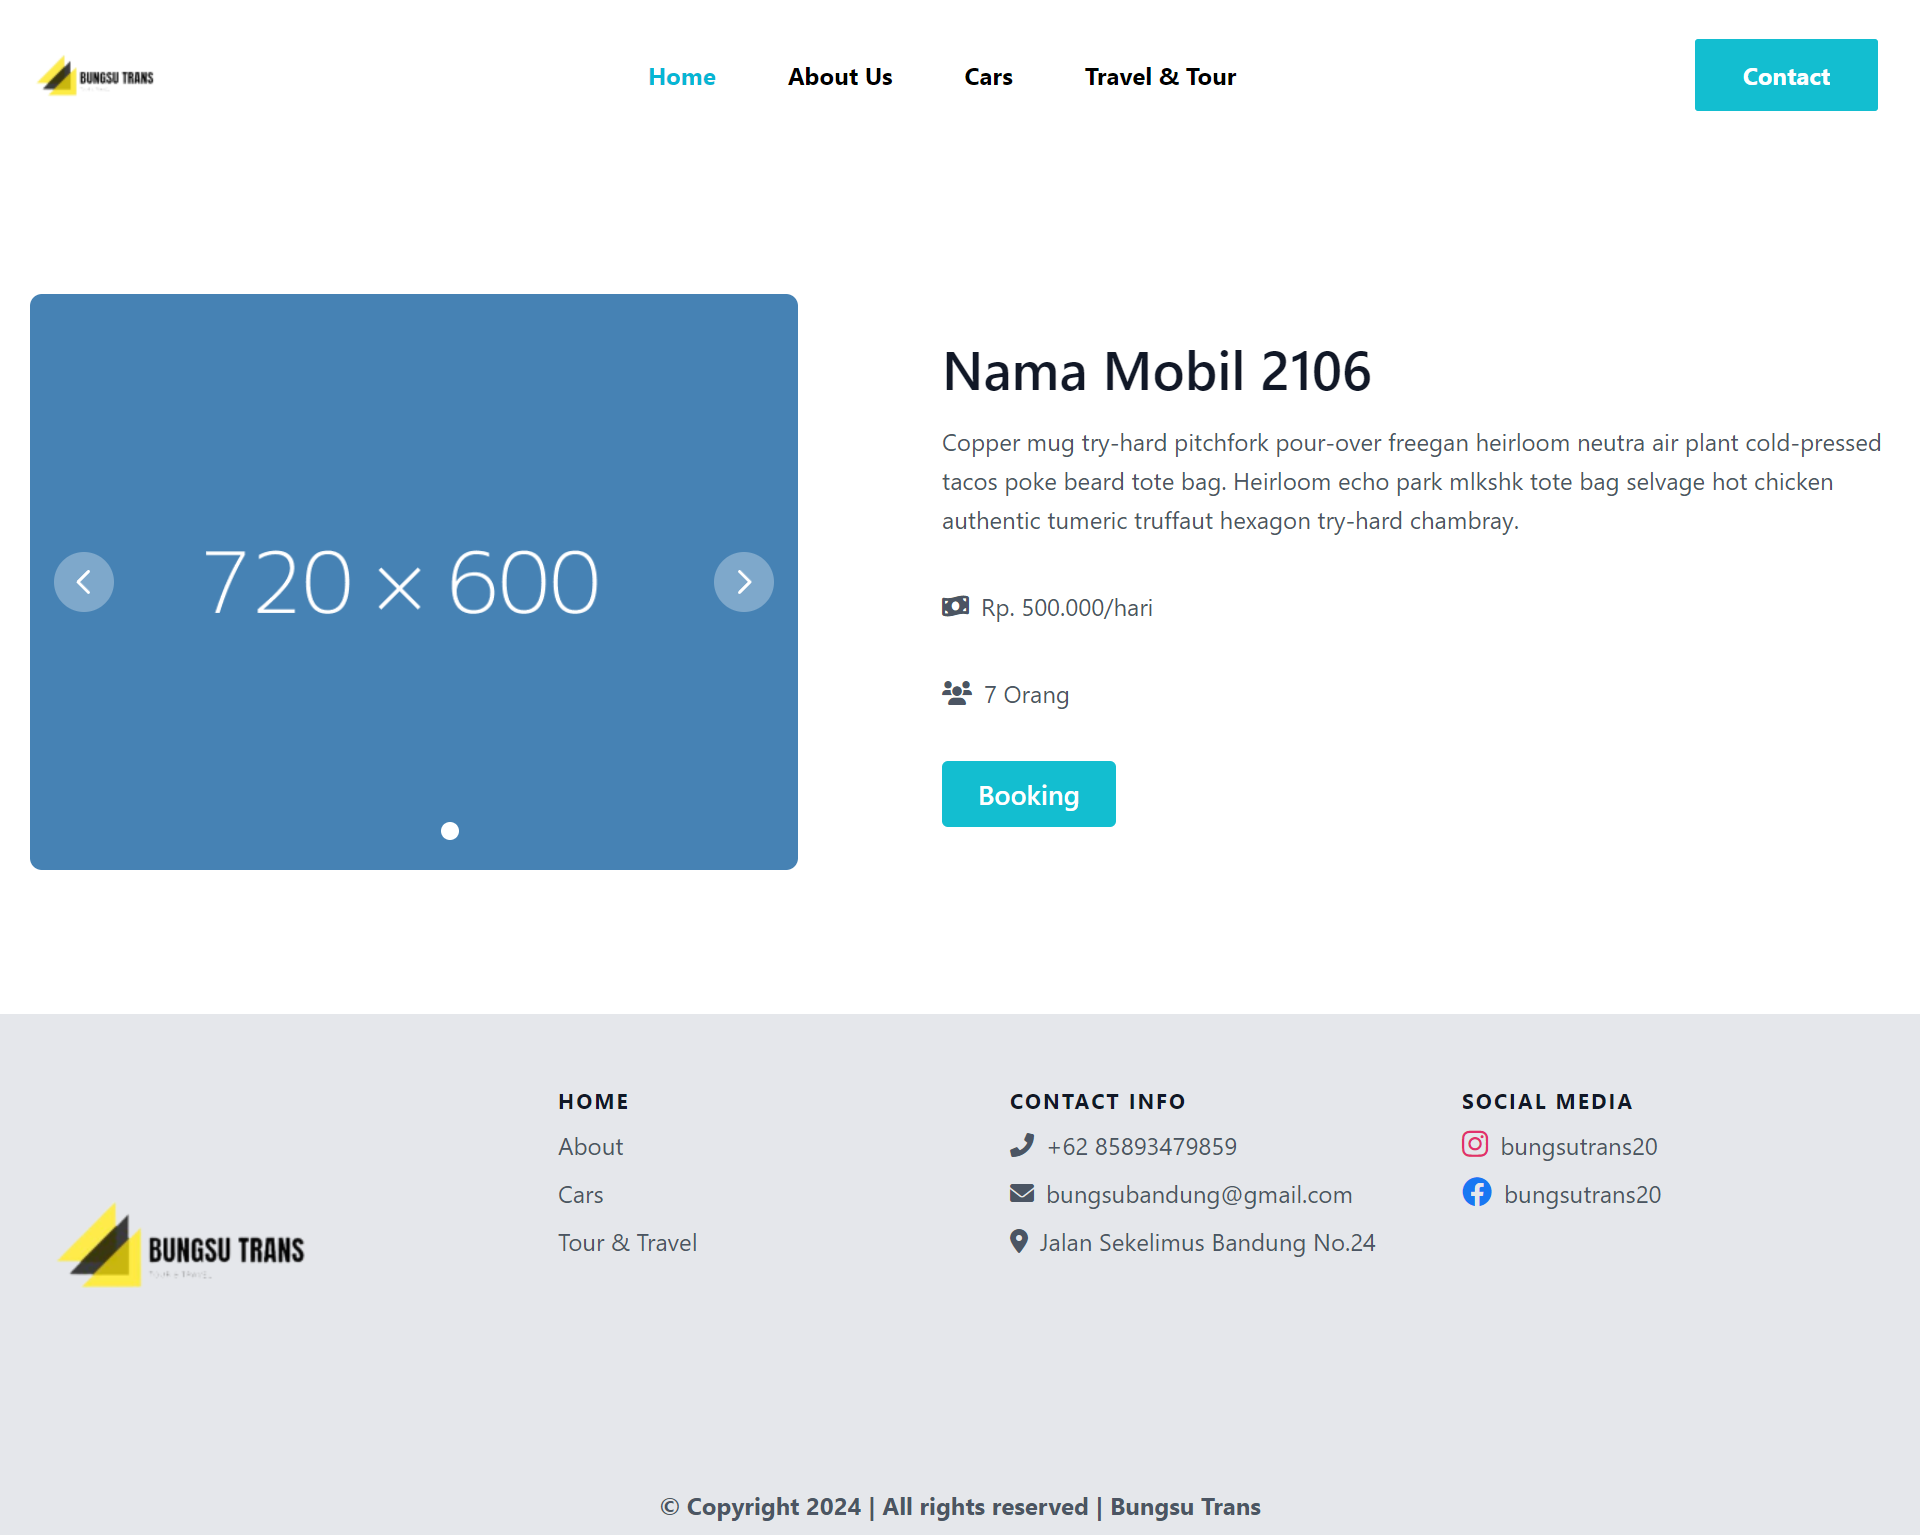 BUNGSU TRANS
Home
About Us
Cars
Travel & Tour
Contact
720 × 600
Nama Mobil 2106
Copper mug try-hard pitchfork pour-over freegan heirloom neutra air plant cold-pressed
tacos poke beard tote bag. Heirloom echo park mlkshk tote bag selvage hot chicken
authentic tumeric truffaut hexagon try-hard chambray.
Rp. 500.000/hari
7 Orang
Booking
BUNGSU TRANS
HOME
About
Cars
Tour & Travel
CONTACT INFO
+62 85893479859
bungsubandung@gmail.com
Jalan Sekelimus Bandung No.24
SOCIAL MEDIA
bungsutrans20
bungsutrans20
© Copyright 2024 | All rights reserved | Bungsu Trans